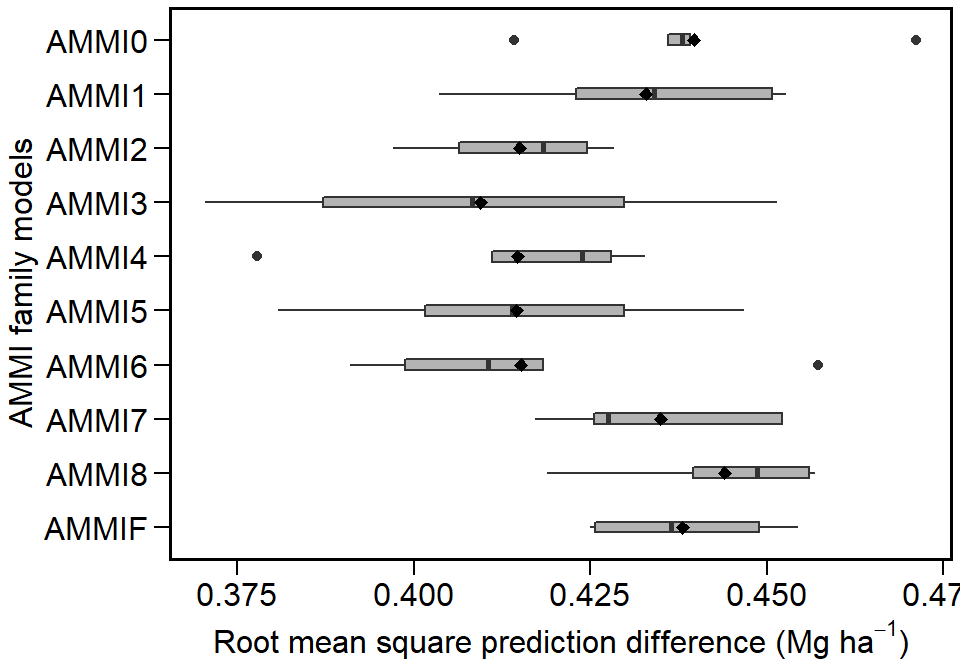 AMMI family models
AMMI0
AMMI1
AMMI2
AMMI3
AMMI4
AMMI5
AMMI6
AMMI7
AMMI8
AMMIF
0.375 0.400 0.425 0.450 0.47
Root mean square prediction difference (Mg ha⁻¹)